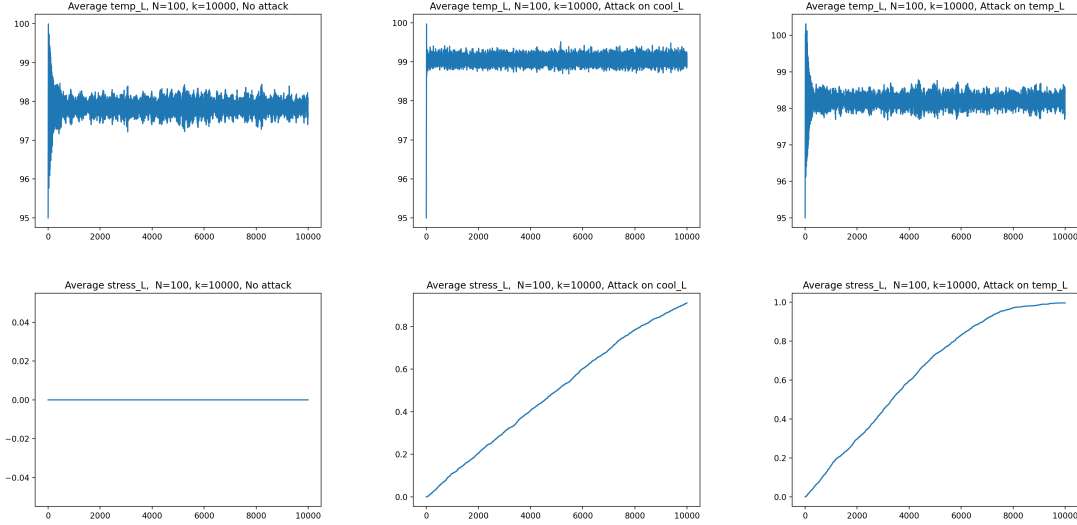 Average temp_L, N=100, k=10000, No attack
100
99
98
97
96
95
0 2000 4000 6000 8000 10000
Average temp_L, N=100, k=10000, Attack on cool_L
100
99
98
97
96
95
0 2000 4000 6000 8000 10000
Average temp_L, N=100, k=10000, Attack on temp_L
100
99
98
97
96
95
0 2000 4000 6000 8000 10000
Average stress_L,  N=100, k=10000, No attack
0.04
0.02
0.00
−0.02
−0.04
0 2000 4000 6000 8000 10000
Average stress_L,  N=100, k=10000, Attack on cool_L
0.8
0.6
0.4
0.2
0.0
0 2000 4000 6000 8000 10000
Average stress_L,  N=100, k=10000, Attack on temp_L
1.0
0.8
0.6
0.4
0.2
0.0
0 2000 4000 6000 8000 10000